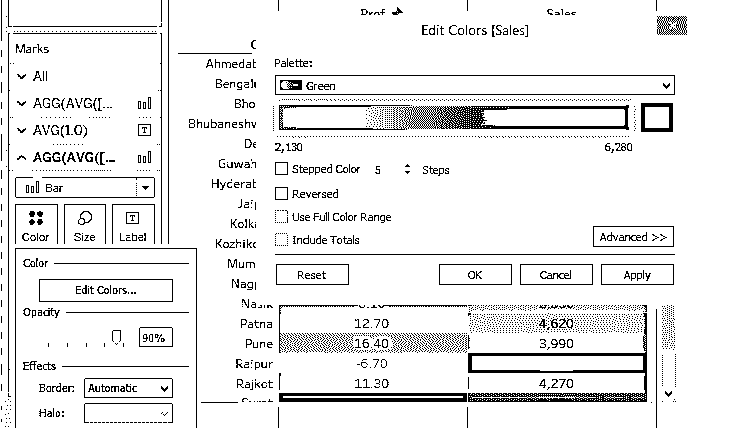 Prof
Sales
Edit Colors [Sales]
Marks
All
AGG(AVG([...
AVG(1.0)
AGG(AVG([...
Bar
Color
Size
Label
Color
Edit Colors...
Opacity
90%
Effects
Border:
Automatic
Halo:
Ahmedab
Bengalu
Bho
Bhubaneshv
De
Guwah
Hyderab
Jaip
Kolka
Kozhiko
Mum
Nagp
Palette:
Green
2,130
6,280
Stepped Color
5
Steps
Reversed
Use Full Color Range
Include Totals
Advanced >>
Reset
OK
Cancel
Apply
Nasik
Patna 12.70 4,620
Pune 16.40 3,990
Raipur -6.70
Rajkot 11.30 4,270
Surat